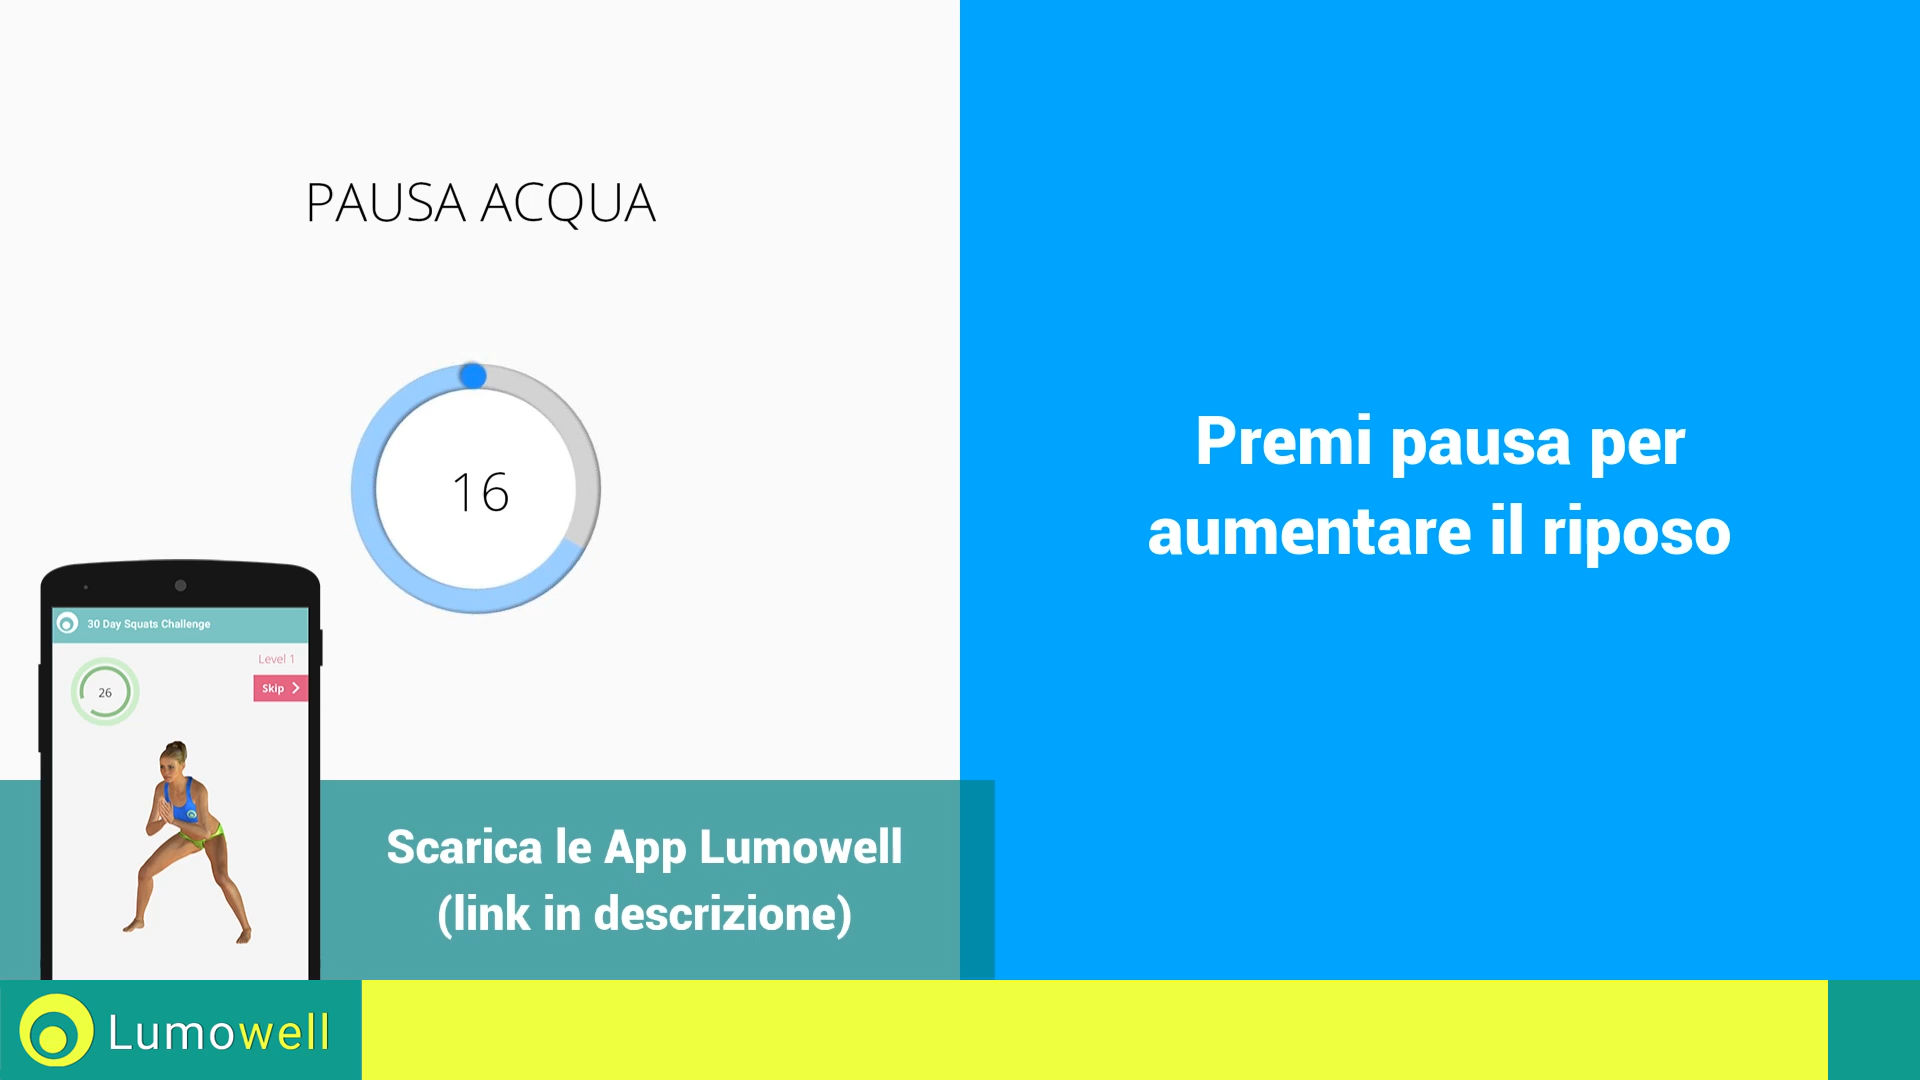 PAUSA ACQUA
16
Premi pausa per
aumentare il riposo
30 Day Squats Challenge
Level 1
26
Skip
Scarica le App Lumowell
(link in descrizione)
Lumowell